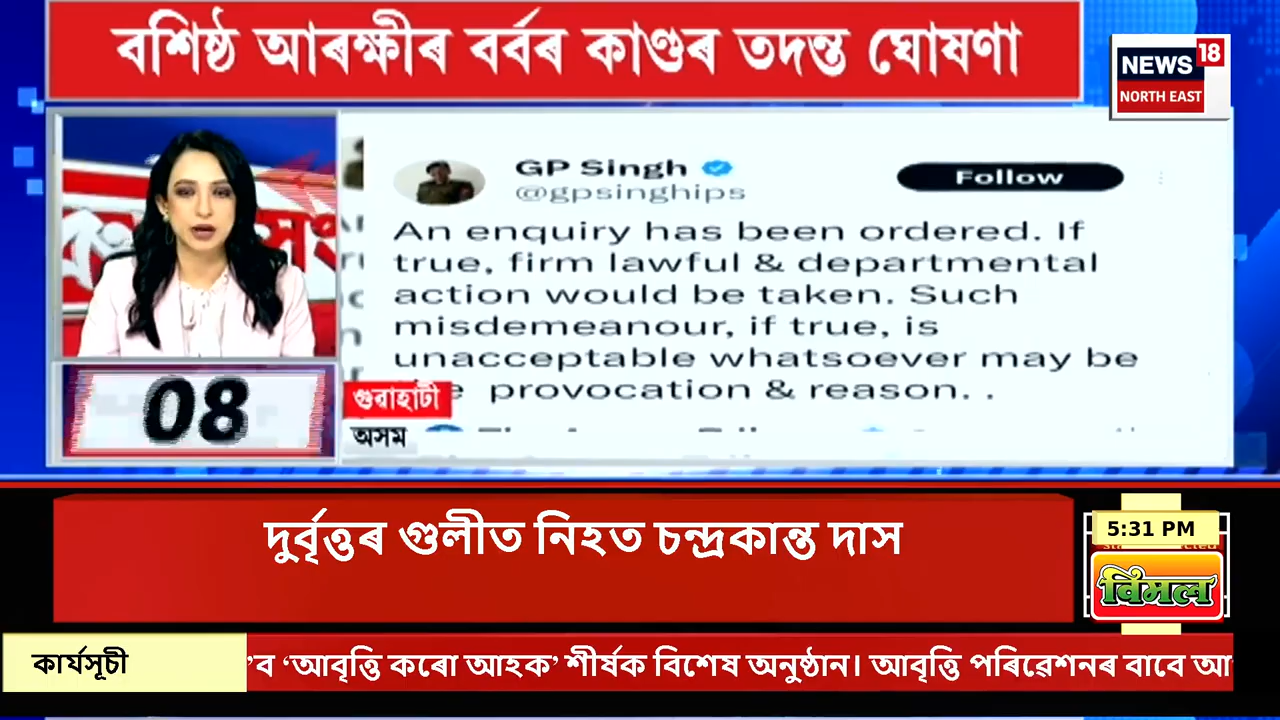 বশিষ্ঠ আৰক্ষীৰ বৰ্বৰ কাণ্ডৰ তদন্ত ঘোষণা
NEWS 18
NORTH EAST
GP Singh
@gpsinghips
Follow
An enquiry has been ordered. If
true, firm lawful & departmental
action would be taken. Such
misdemeanour, if true, is
unacceptable whatsoever may be
provocation & reason. .
08
গুৱাহাটী
অসম
দুৰ্বৃত্তৰ গুলীত নিহত চন্দ্ৰকান্ত দাস
5:31 PM
विमल
কাৰ্যসূচী
’ৰ ‘আবৃত্তি কৰো আহক’ শীৰ্ষক বিশেষ অনুষ্ঠান। আবৃত্তি পৰিৱেশনৰ বাবে আ